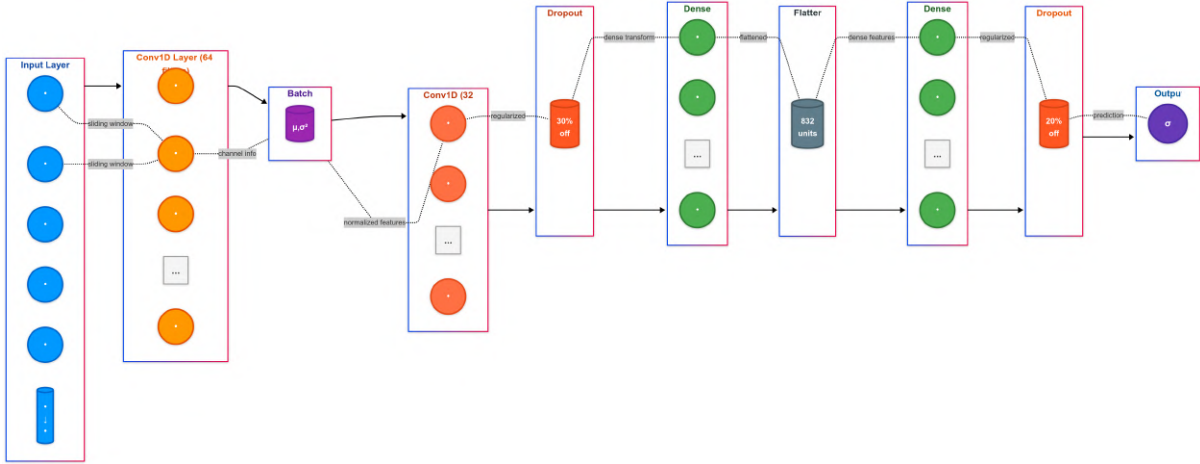 Input Layer
sliding window
sliding window
Conv1D Layer (64
...
channel info
Batch
μ,σ²
normalized features
Conv1D (32
...
regularized
Dropout
30%
off
dense transform
Dense
...
flattened
Flatter
832
units
dense features
Dense
...
regularized
Dropout
20%
off
prediction
Outpu
σ